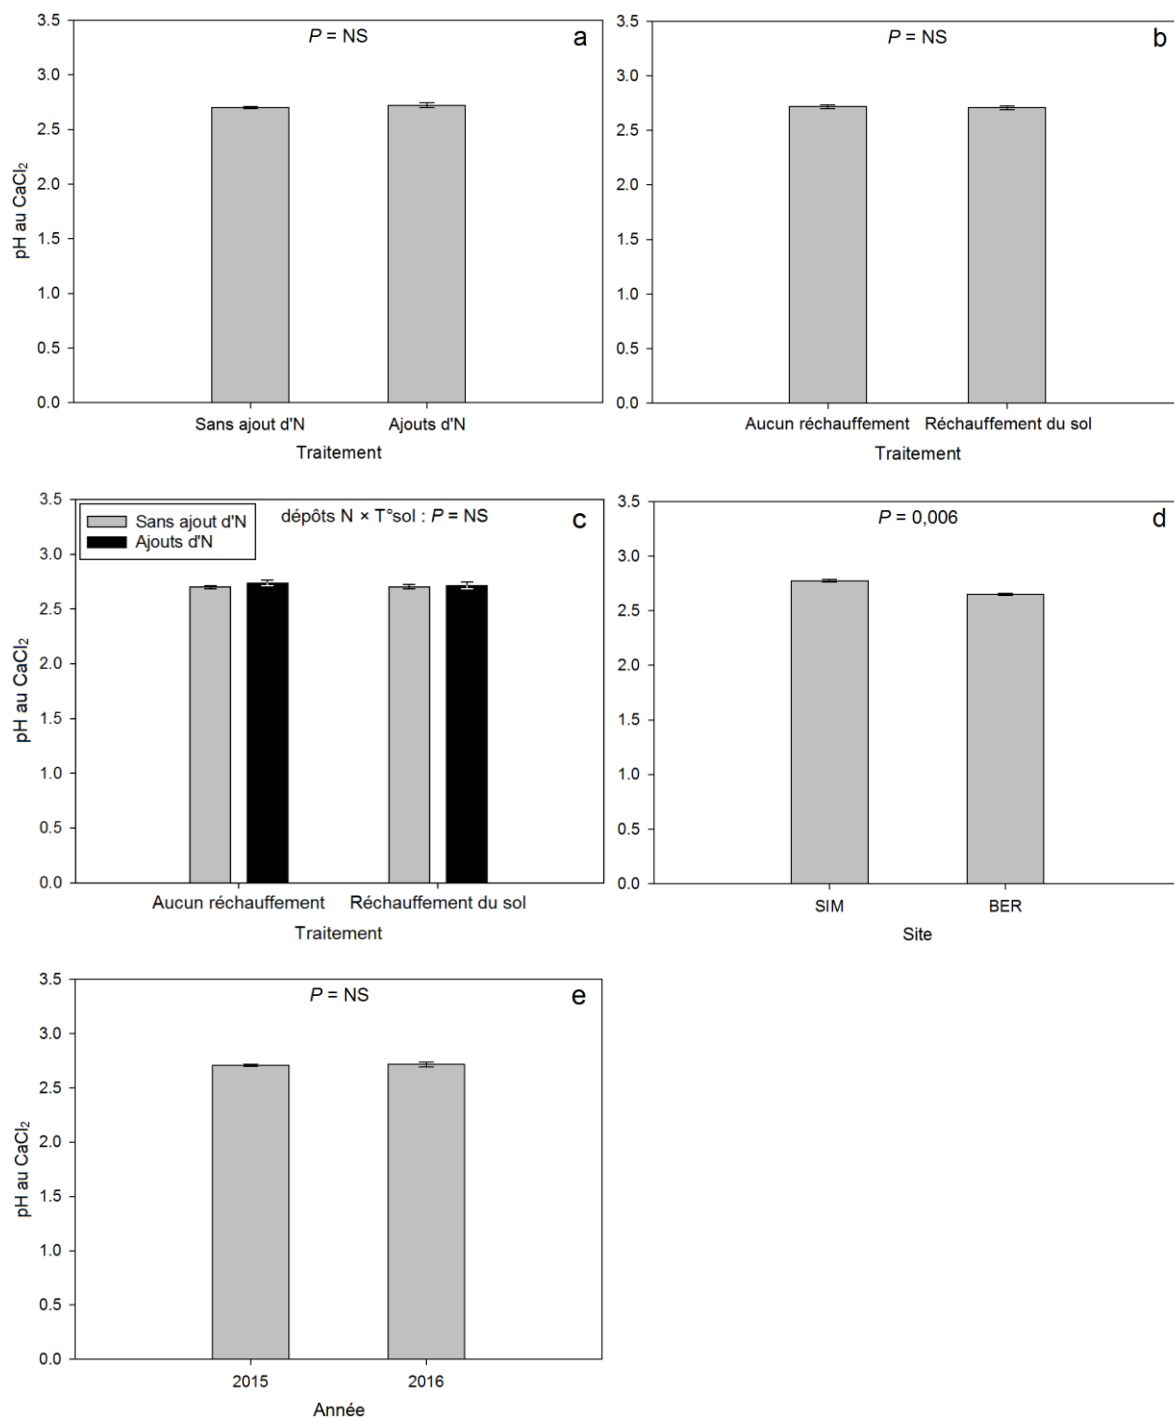 P = NS
a
3.5
3.0
2.5
2.0
1.5
1.0
0.5
0.0
pH au CaCl₂
Sans ajout d'N
Ajouts d'N
Traitement
P = NS
b
3.5
3.0
2.5
2.0
1.5
1.0
0.5
0.0
Aucun réchauffement
Réchauffement du sol
Traitement
Sans ajout d'N
Ajouts d'N
dépôts N × T°sol : P = NS
c
3.5
3.0
2.5
2.0
1.5
1.0
0.5
0.0
pH au CaCl₂
Aucun réchauffement
Réchauffement du sol
Traitement
P = 0,006
d
3.5
3.0
2.5
2.0
1.5
1.0
0.5
0.0
SIM
BER
Site
P = NS
e
3.5
3.0
2.5
2.0
1.5
1.0
0.5
0.0
pH au CaCl₂
2015
2016
Année